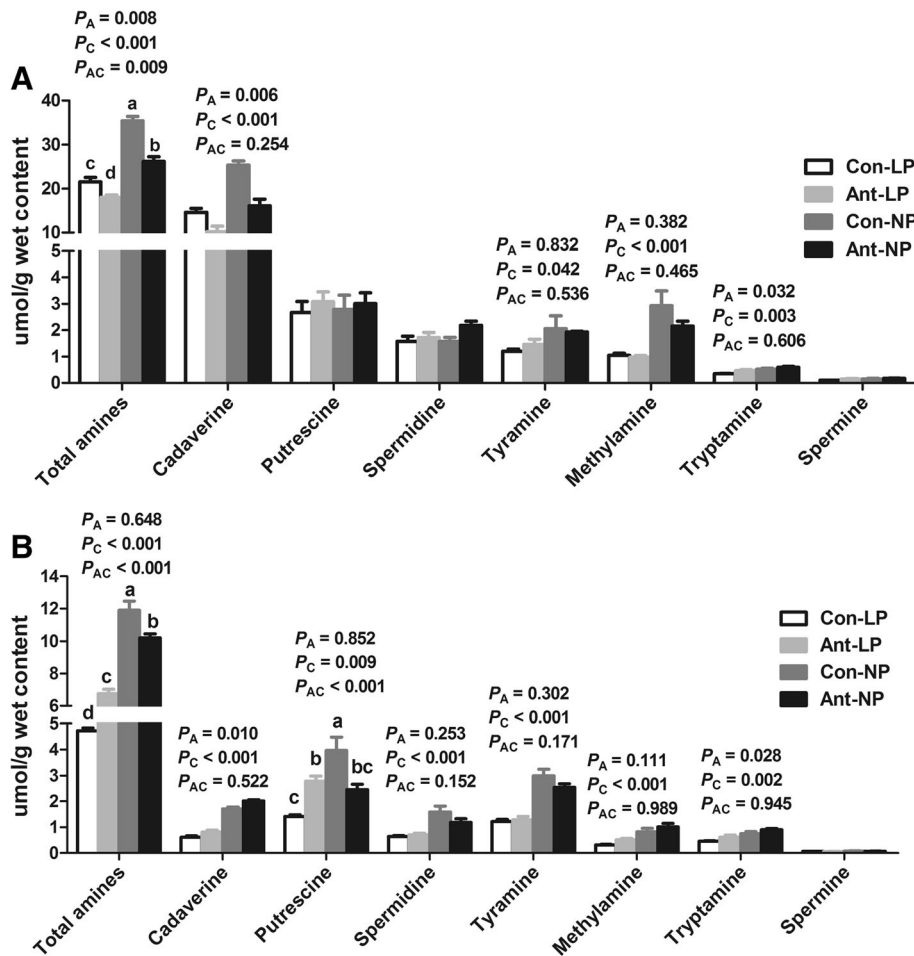 P_A = 0.008
P_C < 0.001
P_AC = 0.009
A
P_A = 0.006
P_C < 0.001
P_AC = 0.254
P_A = 0.832
P_C = 0.042
P_AC = 0.536
P_A = 0.382
P_C < 0.001
P_AC = 0.465
P_A = 0.032
P_C = 0.003
P_AC = 0.606
c d a b
Con-LP
Ant-LP
Con-NP
Ant-NP
umol/g wet content
40
30
20
10
5
4
3
2
1
0
Total amines
Cadaverine
Putrescine
Spermidine
Tyramine
Methylamine
Tryptamine
Spermine
B
P_A = 0.648
P_C < 0.001
P_AC < 0.001
P_A = 0.010
P_C < 0.001
P_AC = 0.522
P_A = 0.852
P_C = 0.009
P_AC < 0.001
P_A = 0.253
P_C < 0.001
P_AC = 0.152
P_A = 0.302
P_C < 0.001
P_AC = 0.171
P_A = 0.111
P_C < 0.001
P_AC = 0.989
P_A = 0.028
P_C = 0.002
P_AC = 0.945
d c a b
c b a bc
Con-LP
Ant-LP
Con-NP
Ant-NP
umol/g wet content
14
12
10
8
6
5
4
3
2
1
0
Total amines
Cadaverine
Putrescine
Spermidine
Tyramine
Methylamine
Tryptamine
Spermine